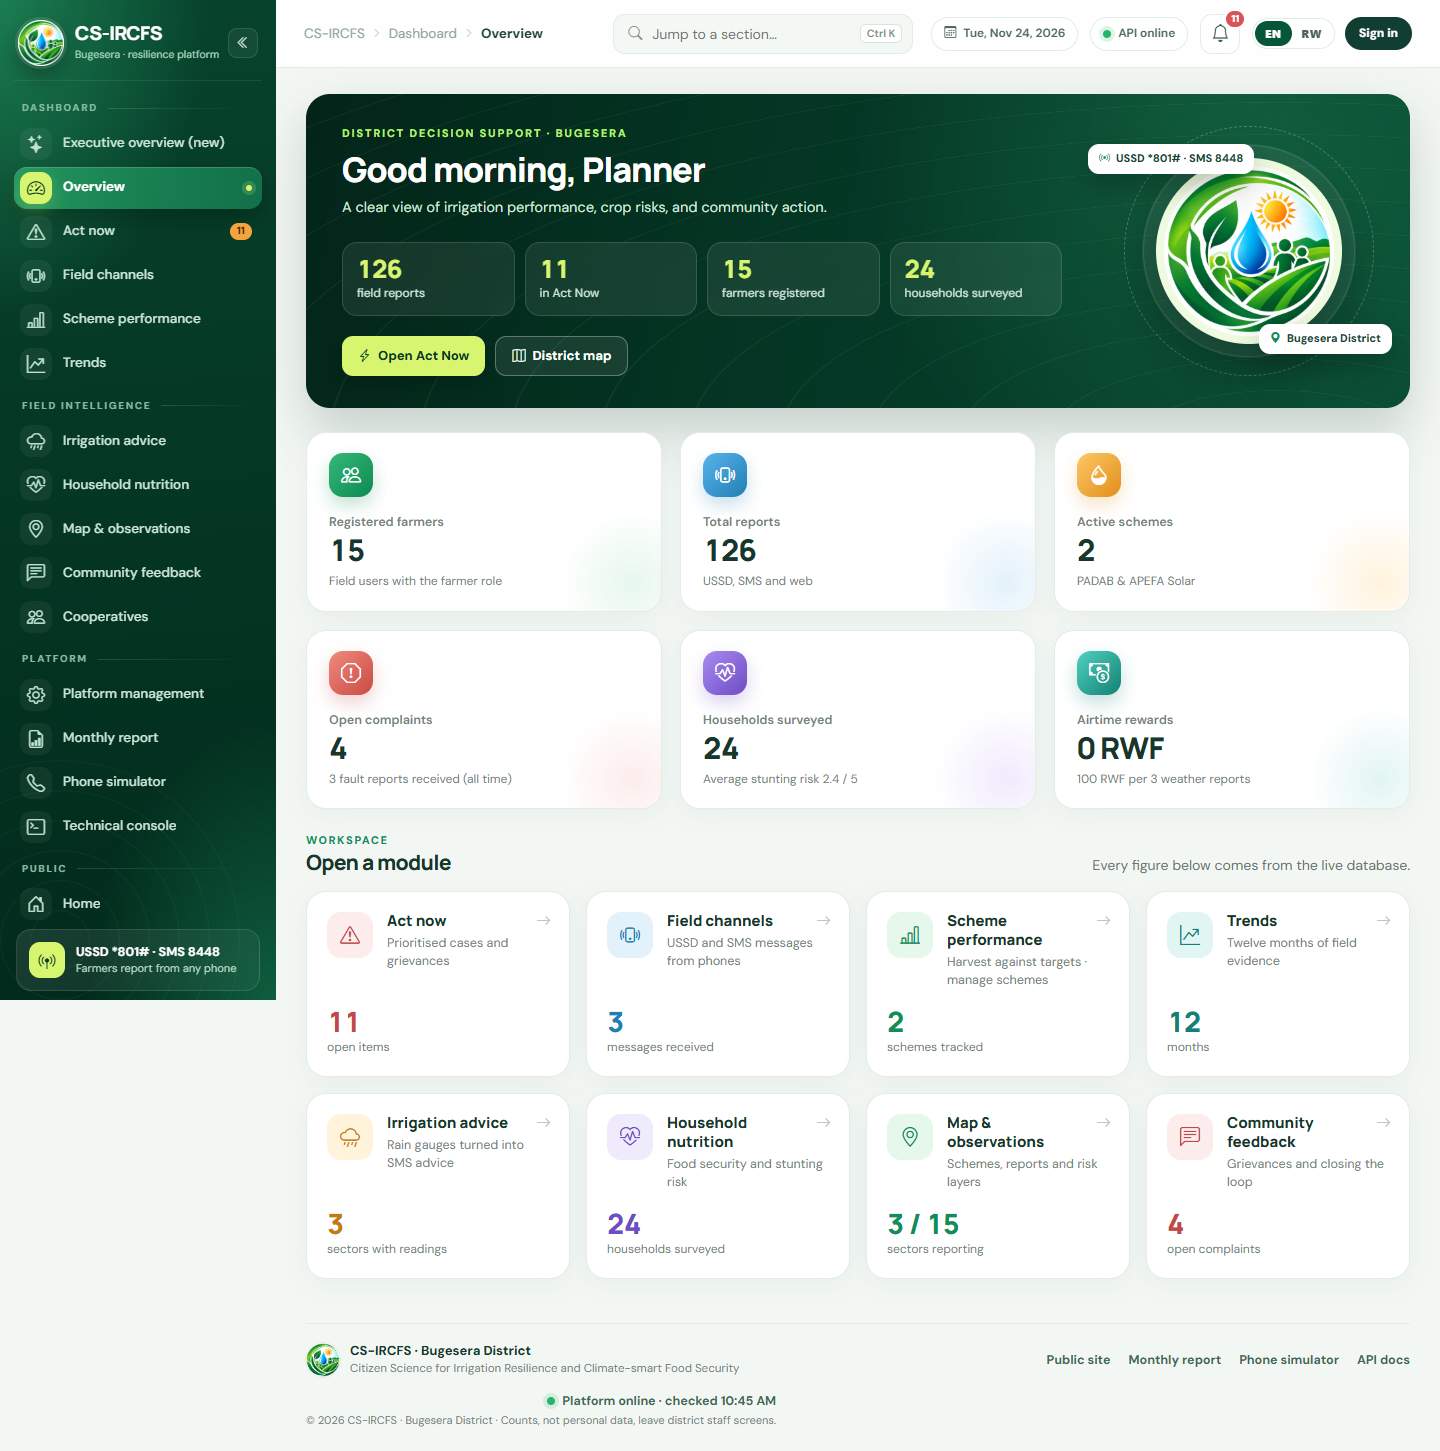 CS-IRCFS
Bugesera · resilience platform
DASHBOARD
Executive overview (new)
Overview
Act now
11
Field channels
Scheme performance
Trends
FIELD INTELLIGENCE
Irrigation advice
Household nutrition
Map & observations
Community feedback
Cooperatives
PLATFORM
Platform management
Monthly report
Phone simulator
Technical console
PUBLIC
Home
USSD *801# · SMS 8448
Farmers report from any phone
CS-IRCFS
Dashboard
Overview
Jump to a section...
Ctrl K
Tue, Nov 24, 2026
API online
11
EN
RW
Sign in
DISTRICT DECISION SUPPORT · BUGESERA
Good morning, Planner
A clear view of irrigation performance, crop risks, and community action.
126
field reports
11
in Act Now
15
farmers registered
24
households surveyed
Open Act Now
District map
USSD *801# · SMS 8448
Bugesera District
Registered farmers
15
Field users with the farmer role
Total reports
126
USSD, SMS and web
Active schemes
2
PADAB & APEFA Solar
Open complaints
4
3 fault reports received (all time)
Households surveyed
24
Average stunting risk 2.4 / 5
Airtime rewards
0 RWF
100 RWF per 3 weather reports
WORKSPACE
Open a module
Every figure below comes from the live database.
Act now
Prioritised cases and
grievances
11
open items
Field channels
USSD and SMS messages
from phones
3
messages received
Scheme
performance
Harvest against targets ·
manage schemes
2
schemes tracked
Trends
Twelve months of field
evidence
12
months
Irrigation advice
Rain gauges turned into
SMS advice
3
sectors with readings
Household
nutrition
Food security and stunting
risk
24
households surveyed
Map &
observations
Schemes, reports and risk
layers
3 / 15
sectors reporting
Community
feedback
Grievances and closing the
loop
4
open complaints
CS-IRCFS · Bugesera District
Citizen Science for Irrigation Resilience and Climate-smart Food Security
Public site
Monthly report
Phone simulator
API docs
Platform online · checked 10:45 AM
© 2026 CS-IRCFS · Bugesera District · Counts, not personal data, leave district staff screens.